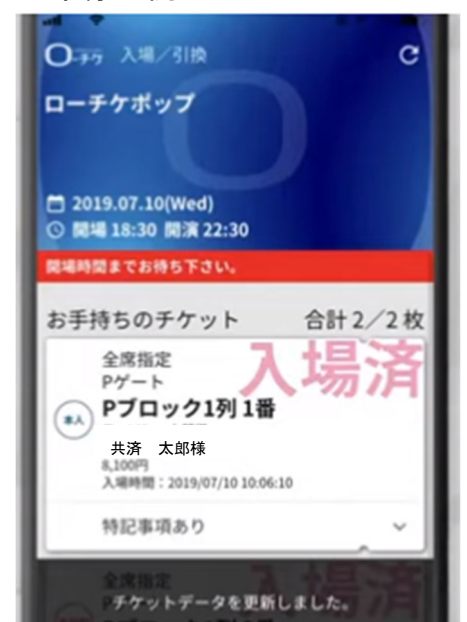 ローチケ 入場／引換
ローチケポップ
2019.07.10(Wed)
開場 18:30 開演 22:30
開場時間までお待ち下さい。
お手持ちのチケット 合計 2／2 枚
全席指定
Pゲート
入場済
Pブロック1列 1番
本人
共済 太郎様
8,100円
入場時間：2019/07/10 10:06:10
特記事項あり
全席指定
入場済
チケットデータを更新しました。